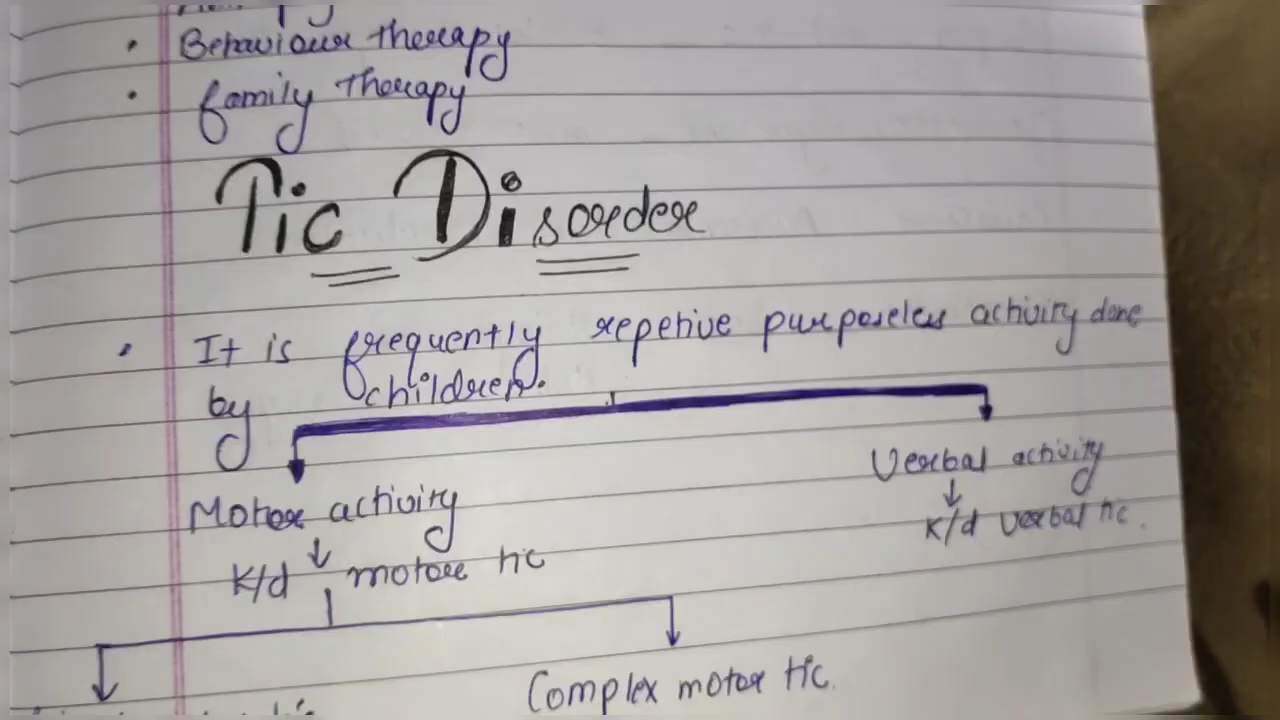 • Behaviour therapy
• family therapy
Tic Disorder
• It is frequently repetive purposeless activity done
by children.
Motor activity
Verbal activity
↓
K/d verbal tic.
↓
K/d motor tic
Complex motor tic.